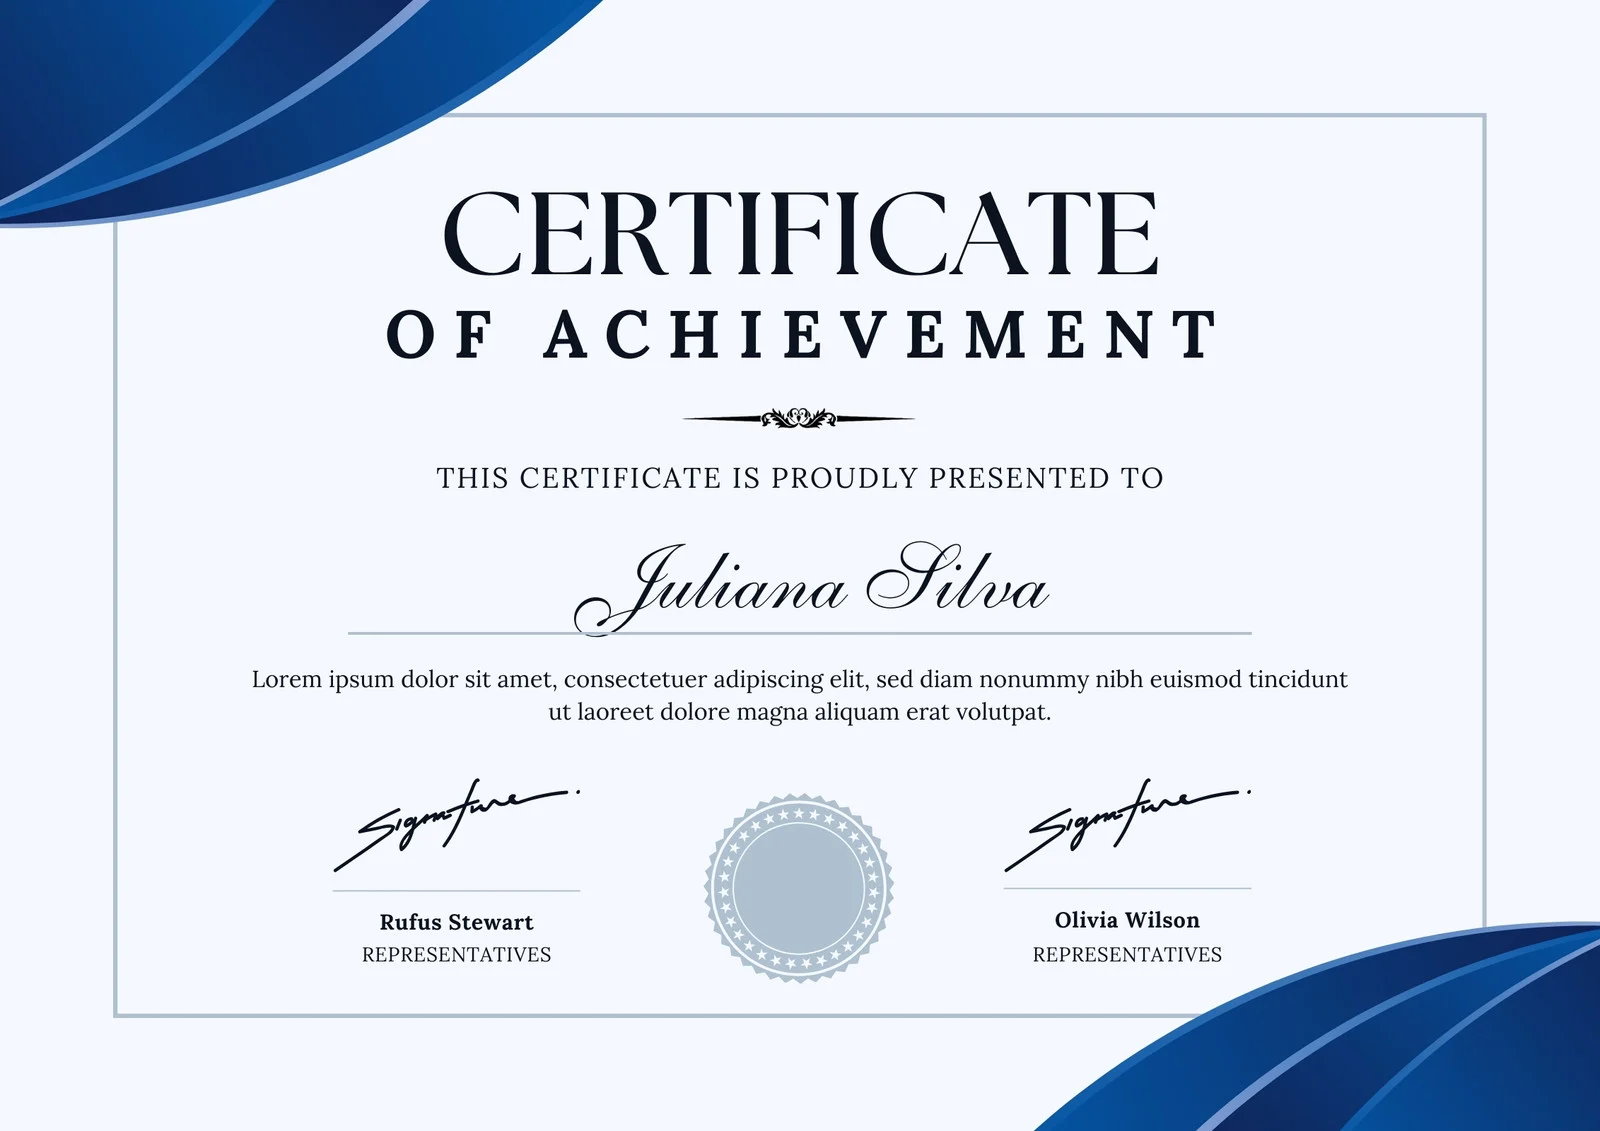 CERTIFICATE
OF ACHIEVEMENT
THIS CERTIFICATE IS PROUDLY PRESENTED TO
Juliana Silva
Lorem ipsum dolor sit amet, consectetuer adipiscing elit, sed diam nonummy nibh euismod tincidunt
ut laoreet dolore magna aliquam erat volutpat.
Signature Signature
Rufus Stewart Olivia Wilson
REPRESENTATIVES REPRESENTATIVES